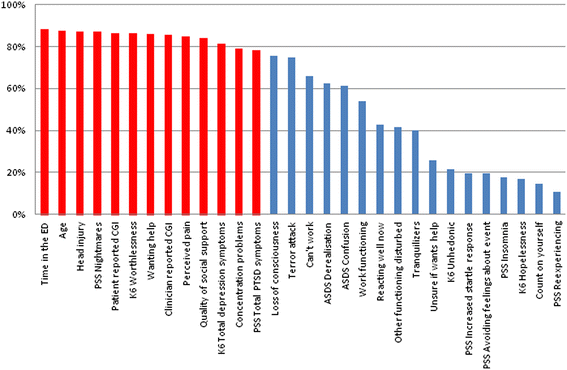 100%
80%
60%
40%
20%
0%
Time in the ED
Age
Head injury
PSS Nightmares
Patient reported CGI
K6 Worthlessness
Wanting help
Clinician reported CGI
Perceived pain
Quality of social support
K6 Total depression symptoms
Concentration problems
PSS Total PTSD symptoms
Loss of consciousness
Terror attack
Can't work
ASDS Derealisation
ASDS Confusion
Work functioning
Reacting well now
Other functioning disturbed
Tranquilizers
Unsure if wants help
K6 Unhedonic
PSS Increased startle response
PSS Avoiding feelings about event
PSS Insomnia
K6 Hopelessness
Count on yourself
PSS Reexperiencing